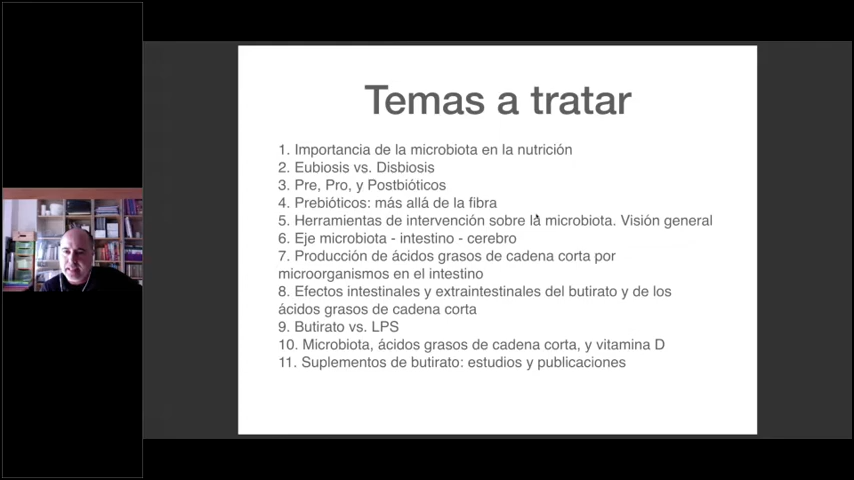 Temas a tratar
1. Importancia de la microbiota en la nutrición
2. Eubiosis vs. Disbiosis
3. Pre, Pro, y Postbióticos
4. Prebióticos: más allá de la fibra
5. Herramientas de intervención sobre la microbiota. Visión general
6. Eje microbiota - intestino - cerebro
7. Producción de ácidos grasos de cadena corta por
microorganismos en el intestino
8. Efectos intestinales y extraintestinales del butirato y de los
ácidos grasos de cadena corta
9. Butirato vs. LPS
10. Microbiota, ácidos grasos de cadena corta, y vitamina D
11. Suplementos de butirato: estudios y publicaciones